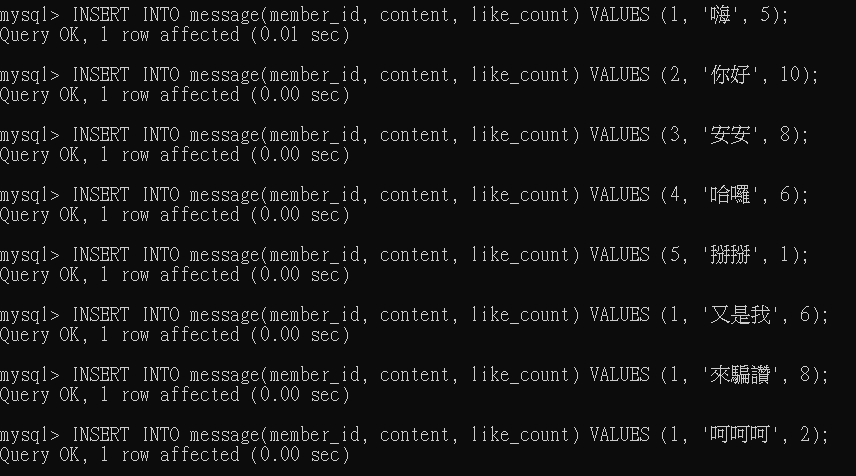 mysql> INSERT INTO message(member_id, content, like_count) VALUES (1, '嗨', 5);
Query OK, 1 row affected (0.01 sec)
mysql> INSERT INTO message(member_id, content, like_count) VALUES (2, '你好', 10);
Query OK, 1 row affected (0.00 sec)
mysql> INSERT INTO message(member_id, content, like_count) VALUES (3, '安安', 8);
Query OK, 1 row affected (0.00 sec)
mysql> INSERT INTO message(member_id, content, like_count) VALUES (4, '哈囉', 6);
Query OK, 1 row affected (0.00 sec)
mysql> INSERT INTO message(member_id, content, like_count) VALUES (5, '掰掰', 1);
Query OK, 1 row affected (0.00 sec)
mysql> INSERT INTO message(member_id, content, like_count) VALUES (1, '又是我', 6);
Query OK, 1 row affected (0.00 sec)
mysql> INSERT INTO message(member_id, content, like_count) VALUES (1, '來騙讚', 8);
Query OK, 1 row affected (0.00 sec)
mysql> INSERT INTO message(member_id, content, like_count) VALUES (1, '呵呵呵', 2);
Query OK, 1 row affected (0.00 sec)